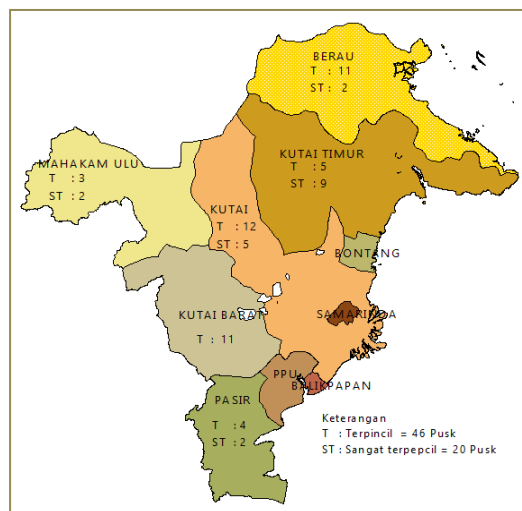 BERAU
T : 11
ST : 2
KUTAI TIMUR
T : 5
ST : 9
MAHAKAM ULU
T : 3
ST : 2
KUTAI
T : 12
ST : 5
BONTANG
KUTAI BARAT
T : 11
SAMARINDA
PPU
BALIKPAPAN
PASIR
T : 4
ST : 2
Keterangan
T : Terpincil = 46 Pusk
ST : Sangat terpepcil = 20 Pusk